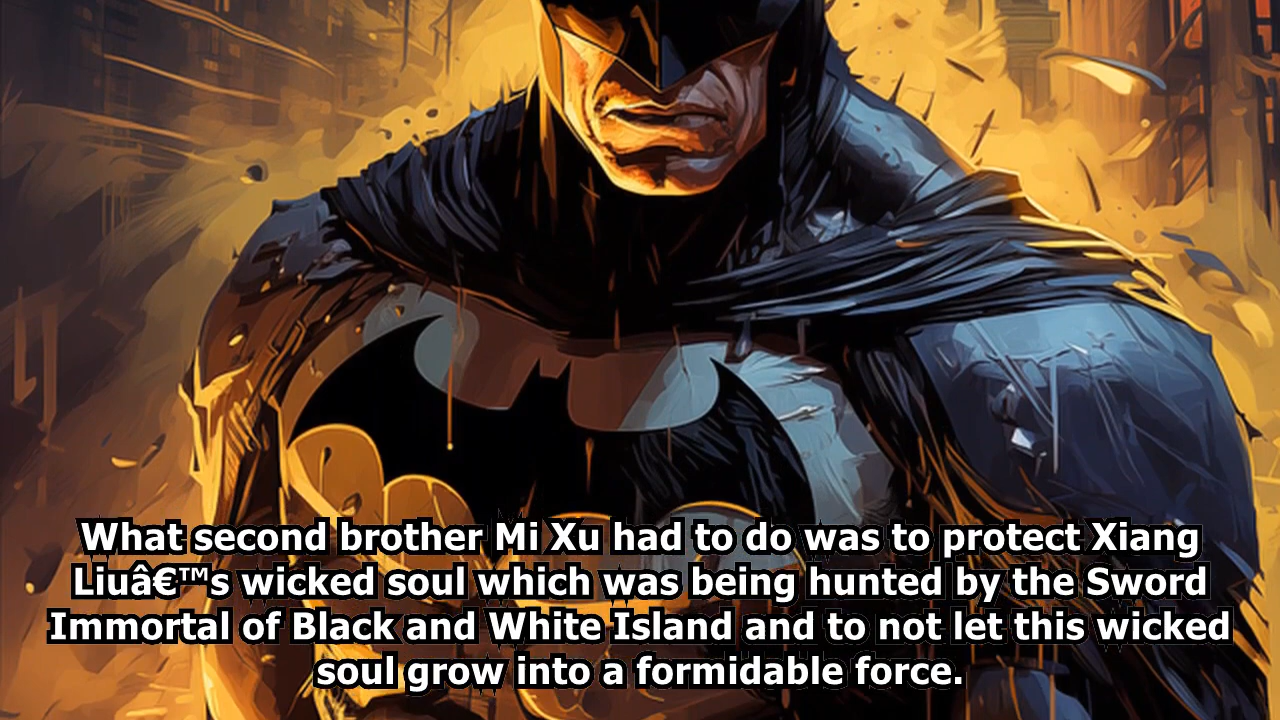 What second brother Mi Xu had to do was to protect Xiang
Liuâ€™s wicked soul which was being hunted by the Sword
Immortal of Black and White Island and to not let this wicked
soul grow into a formidable force.